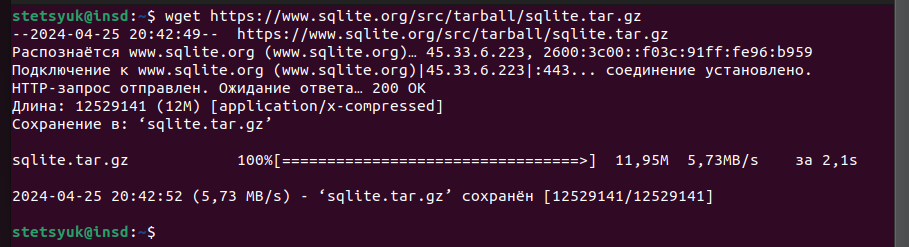 stetsyuk@insd:~$ wget https://www.sqlite.org/src/tarball/sqlite.tar.gz
--2024-04-25 20:42:49--  https://www.sqlite.org/src/tarball/sqlite.tar.gz
Распознаётся www.sqlite.org (www.sqlite.org)… 45.33.6.223, 2600:3c00::f03c:91ff:fe96:b959
Подключение к www.sqlite.org (www.sqlite.org)|45.33.6.223|:443... соединение установлено.
HTTP-запрос отправлен. Ожидание ответа… 200 OK
Длина: 12529141 (12M) [application/x-compressed]
Сохранение в: ‘sqlite.tar.gz’
sqlite.tar.gz            100%[=================================>]  11,95M  5,73MB/s    за 2,1s
2024-04-25 20:42:52 (5,73 MB/s) - ‘sqlite.tar.gz’ сохранён [12529141/12529141]
stetsyuk@insd:~$